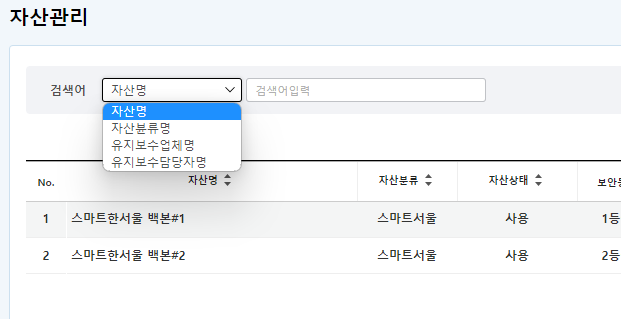 자산관리
검색어 자산명 검색어입력
자산명
자산분류명
유지보수업체명
유지보수담당자명
No. 자산명 자산분류 자산상태 보안등
1 스마트한서울 백본#1 스마트서울 사용 1등
2 스마트한서울 백본#2 스마트서울 사용 2등